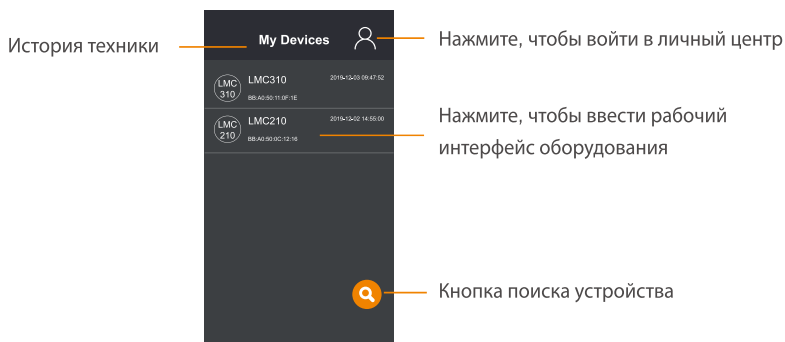 История техники
My Devices
Нажмите, чтобы войти в личный центр
LMC
310
LMC310
2019-12-03 09:47:52
BB:A0:50:11:0F:1E
LMC
210
LMC210
2019-12-02 14:55:00
BB:A0:50:0C:12:16
Нажмите, чтобы ввести рабочий
интерфейс оборудования
Кнопка поиска устройства